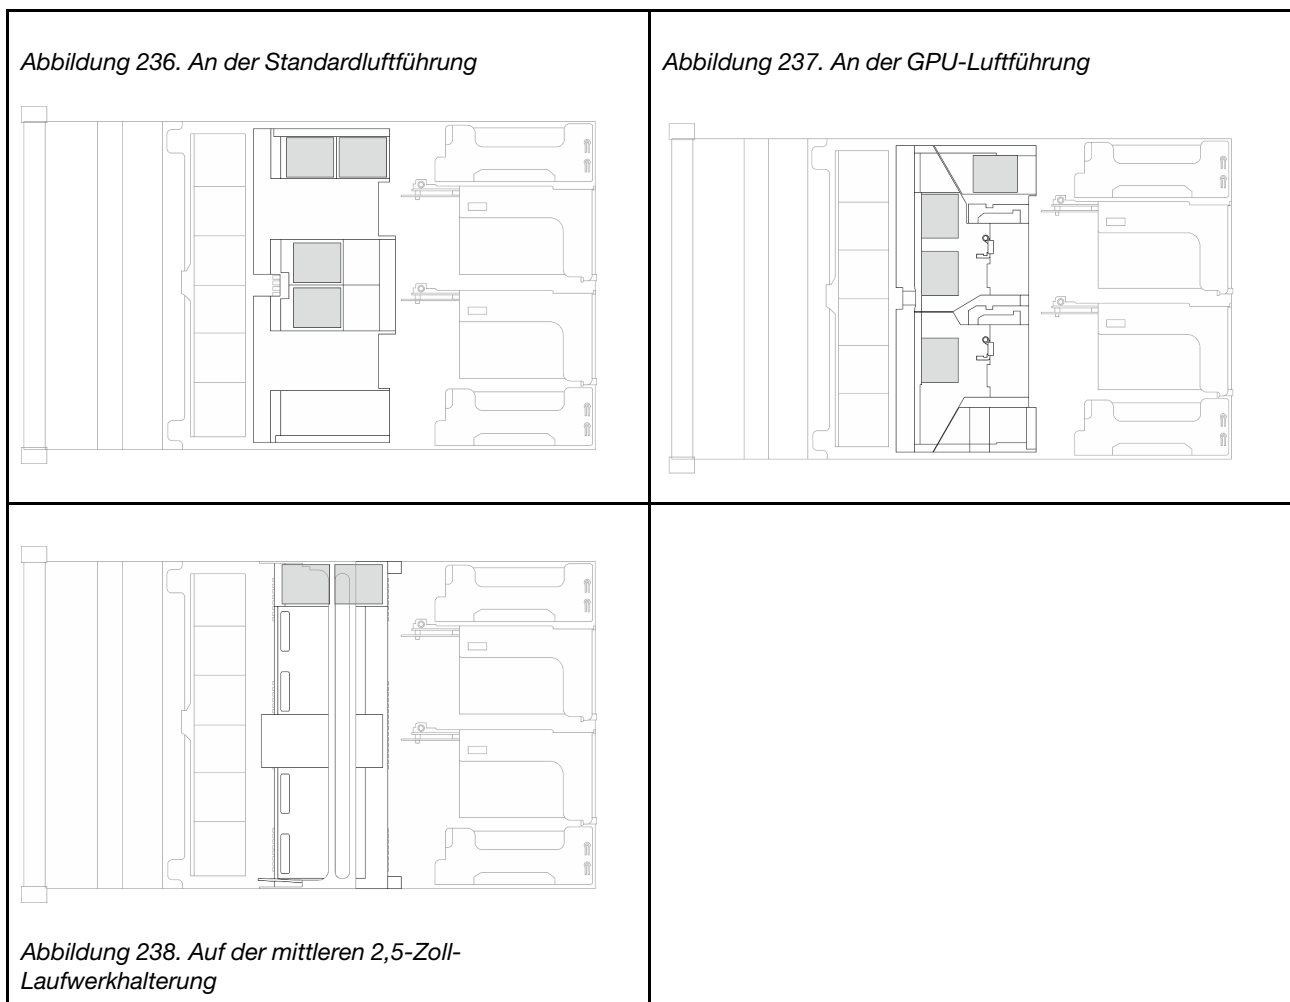 Abbildung 236. An der Standardluftführung
Abbildung 237. An der GPU-Luftführung
Abbildung 238. Auf der mittleren 2,5-Zoll-
Laufwerkhalterung